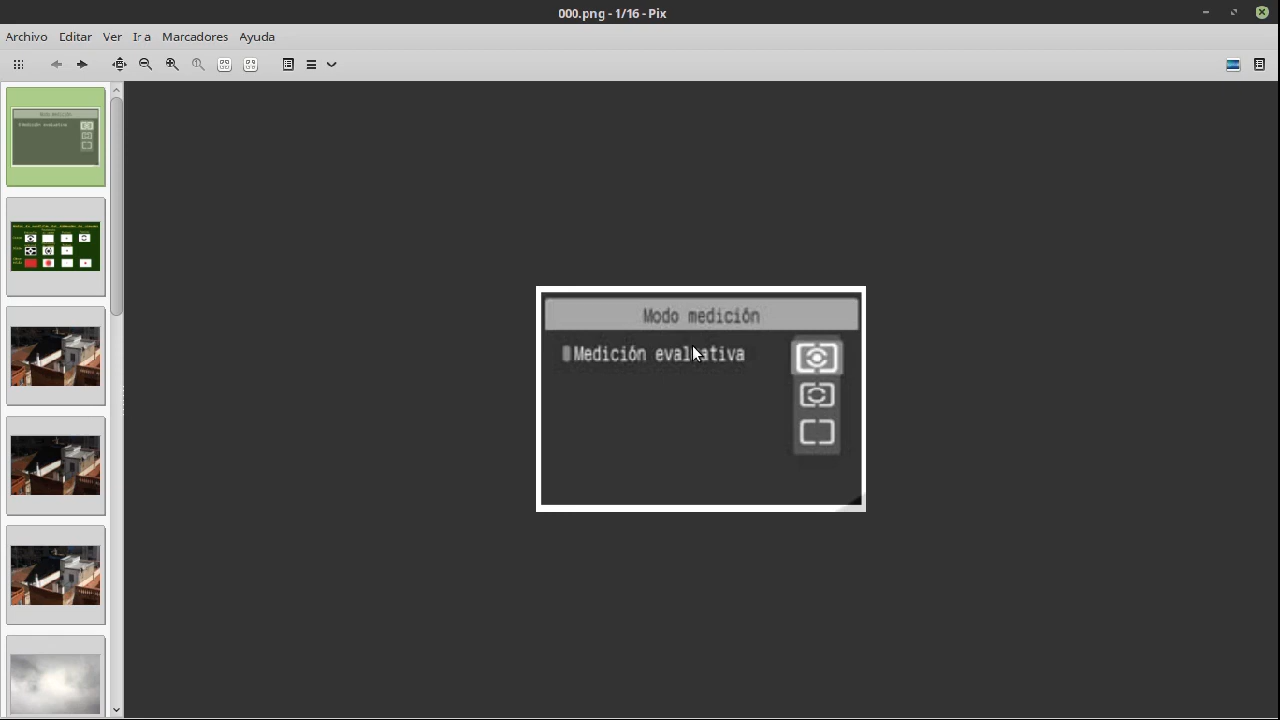 000.png - 1/16 - Pix
Archivo Editar Ver Ir a Marcadores Ayuda
Modo medición
Medición evaluativa